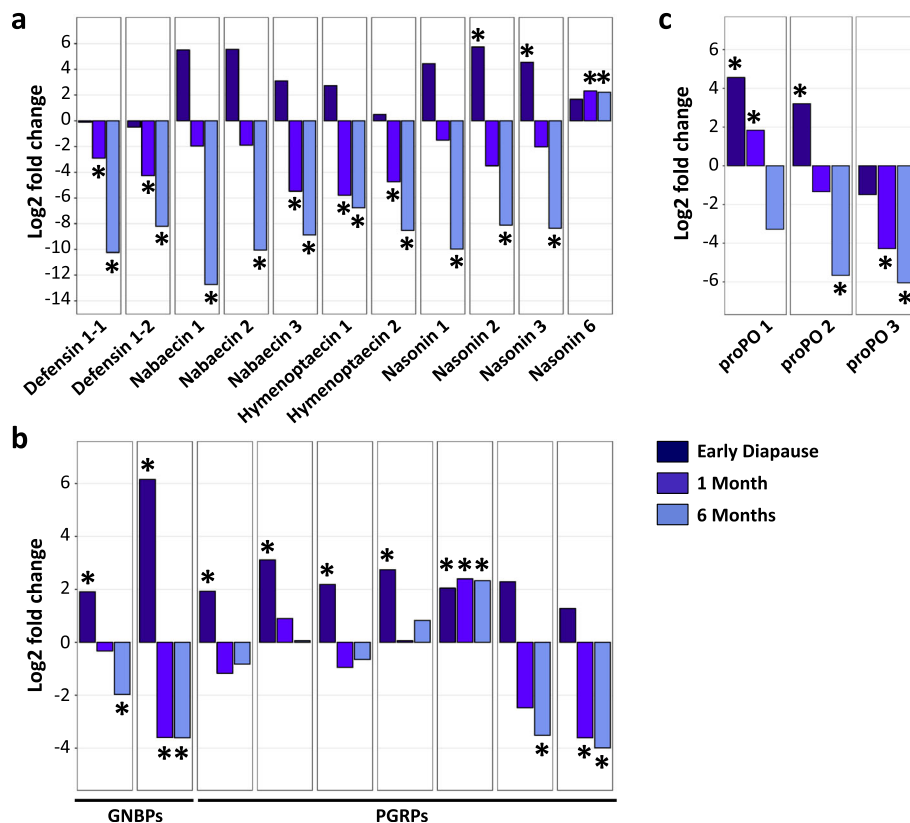 a
6
4
2
0
-2
-4
-6
-8
-10
-12
-14
Log2 fold change
* * * * * * * * * * * * * * * * * * *
Defensin 1-1
Defensin 1-2
Nabaecin 1
Nabaecin 2
Nabaecin 3
Hymenoptaecin 1
Hymenoptaecin 2
Nasonin 1
Nasonin 2
Nasonin 3
Nasonin 6
c
6
4
2
0
-2
-4
-6
Log2 fold change
* * * * * *
proPO 1
proPO 2
proPO 3
b
6
4
2
0
-2
-4
Log2 fold change
* * * * * * * * * * * * * * *
GNBPs
PGRPs
Early Diapause
1 Month
6 Months